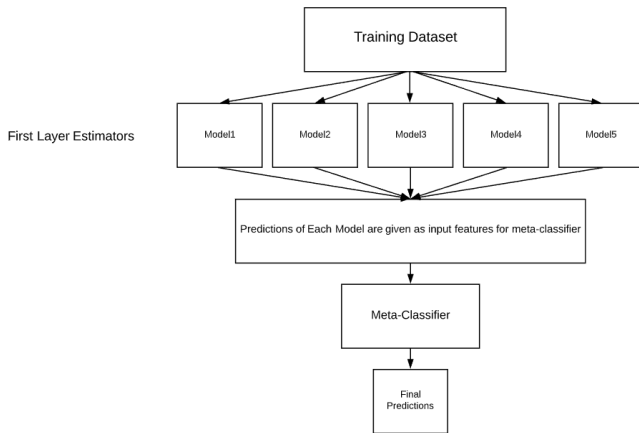 Training Dataset
First Layer Estimators
Model1
Model2
Model3
Model4
Model5
Predictions of Each Model are given as input features for meta-classifier
Meta-Classifier
Final
Predictions